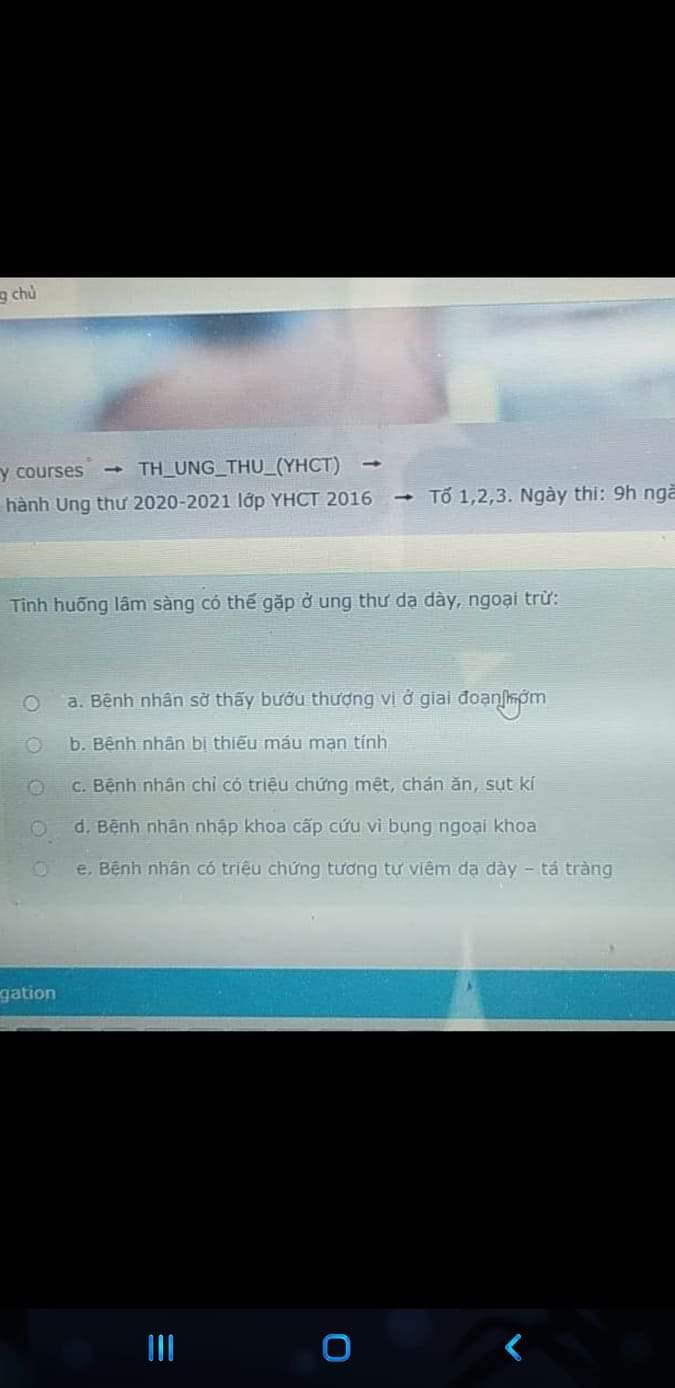 g chủ
y courses → TH_UNG_THU_(YHCT) →
hành Ung thư 2020-2021 lớp YHCT 2016 → Tổ 1,2,3. Ngày thi: 9h ngà
Tình huống lâm sàng có thể gặp ở ung thư dạ dày, ngoại trừ:
a. Bệnh nhân sờ thấy bướu thượng vị ở giai đoạn sớm
b. Bệnh nhân bị thiếu máu mạn tính
c. Bệnh nhân chỉ có triệu chứng mệt, chán ăn, sụt kí
d. Bệnh nhân nhập khoa cấp cứu vì bụng ngoại khoa
e. Bệnh nhân có triệu chứng tương tự viêm dạ dày – tá tràng
gation